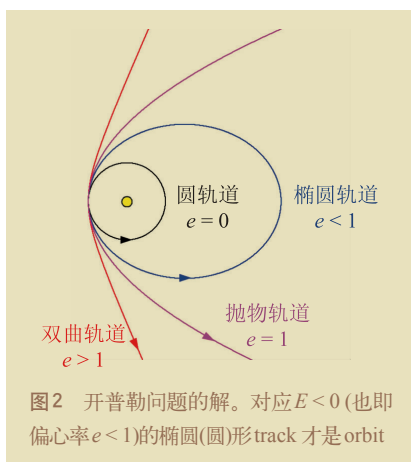 圆轨道
e = 0
椭圆轨道
e < 1
抛物轨道
e = 1
双曲轨道
e > 1
图2 开普勒问题的解。对应E < 0 (也即
偏心率e < 1)的椭圆(圆)形track 才是orbit